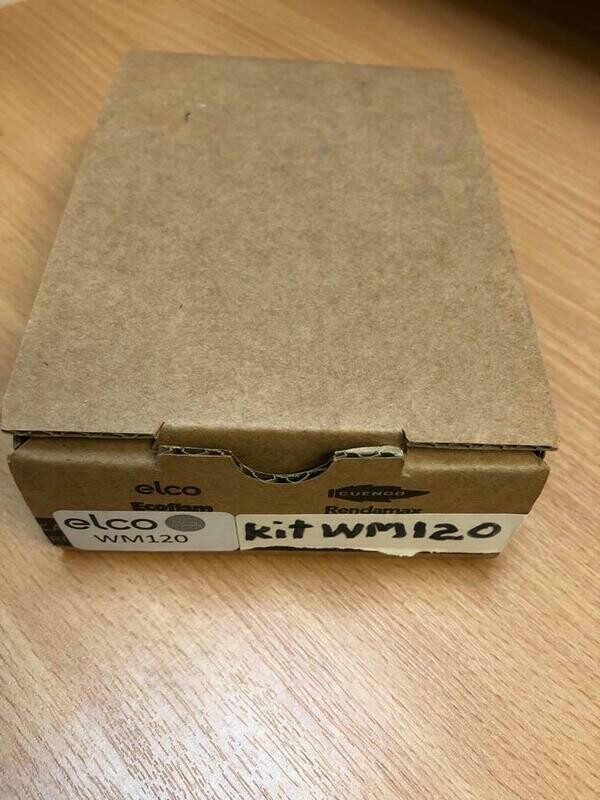 elco
CUENOD
Ecoflam
Rendamax
elco
WM120
kit WM120